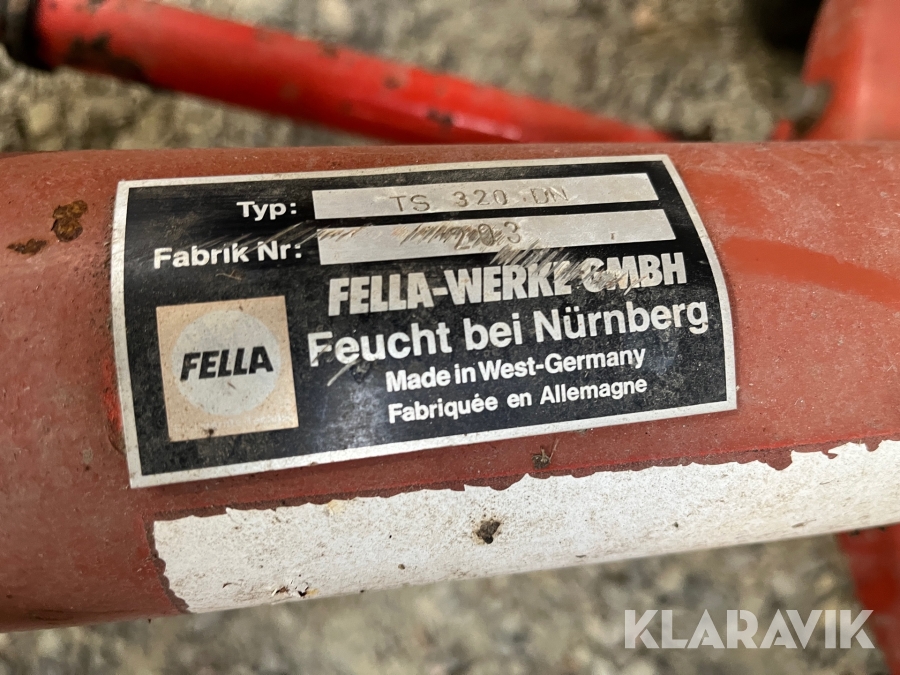 Typ: TS 320 DN
Fabrik Nr: 203
FELLA-WERKE GMBH
FELLA
Feucht bei Nürnberg
Made in West-Germany
Fabriquée en Allemagne
KLARAVIK